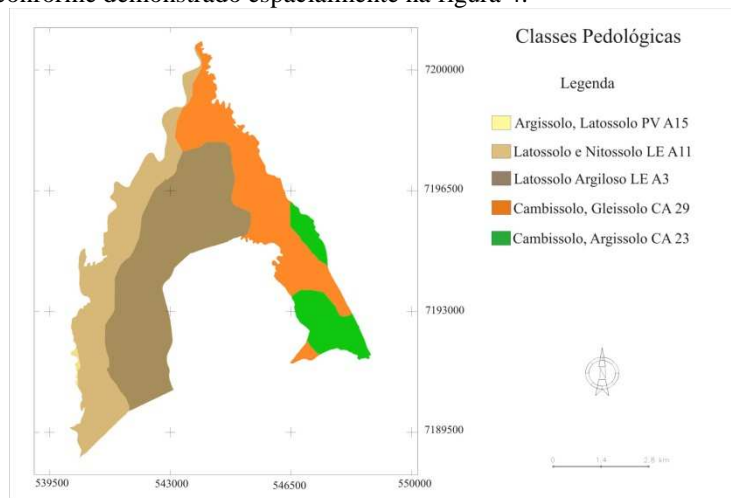 conforme demonstrado espacialmente na figura 4.
Classes Pedológicas
Legenda
Argissolo, Latossolo PV A15
Latossolo e Nitossolo LE A11
Latossolo Argiloso LE A3
Cambissolo, Gleissolo CA 29
Cambissolo, Argissolo CA 23
7200000
7196500
7193000
7189500
539500 543000 546500 550000
0 1.4 2.8 km